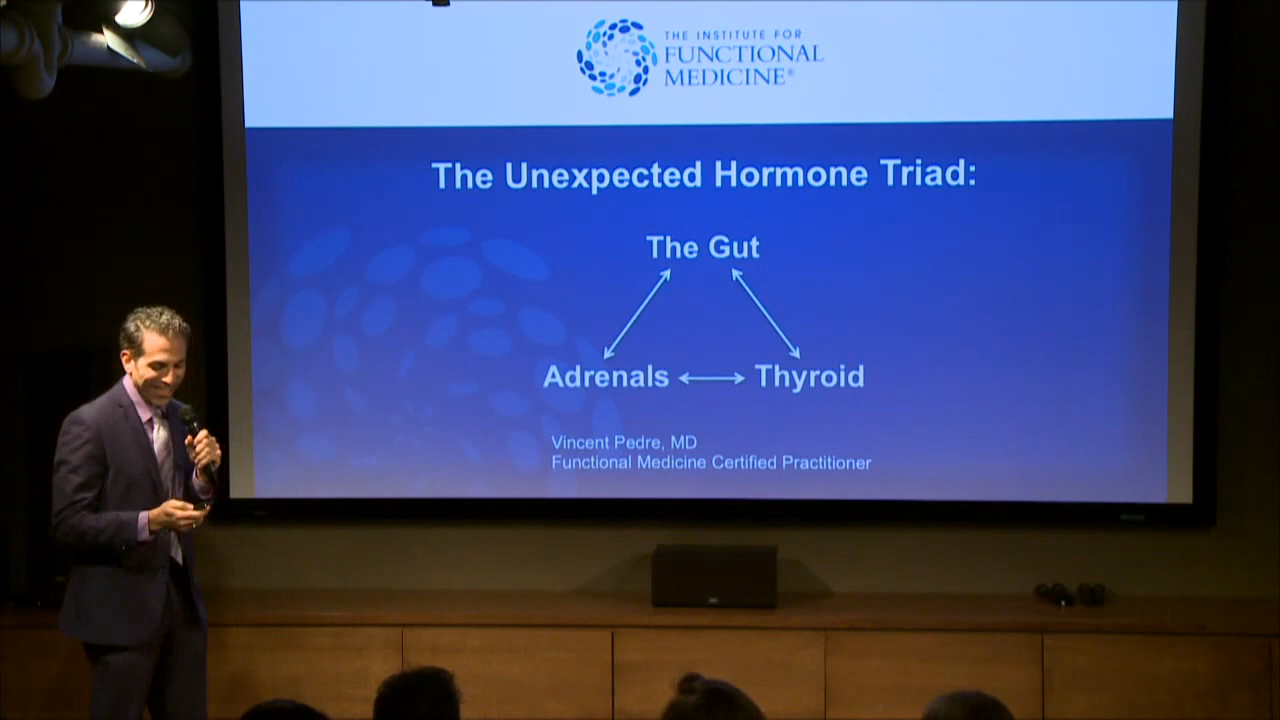 THE INSTITUTE FOR
FUNCTIONAL
MEDICINE®
The Unexpected Hormone Triad:
The Gut
Adrenals
Thyroid
Vincent Pedre, MD
Functional Medicine Certified Practitioner